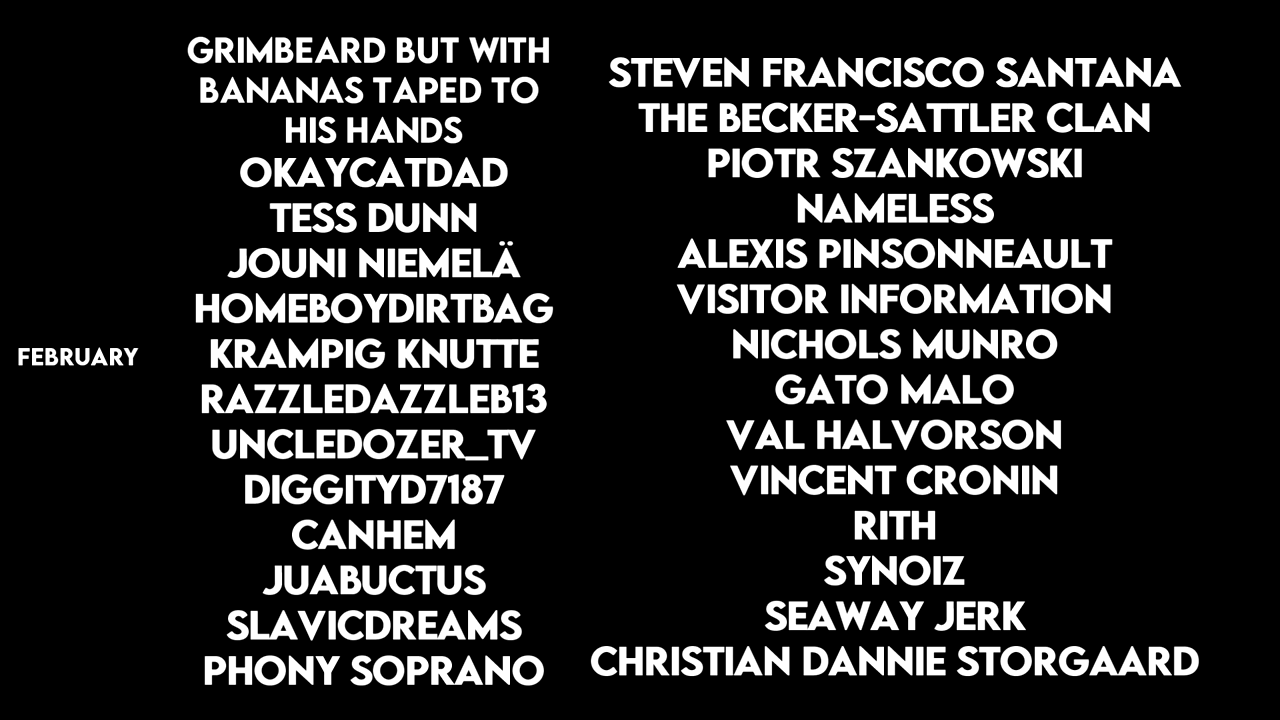 FEBRUARY
GRIMBEARD BUT WITH
BANANAS TAPED TO
HIS HANDS
OKAYCATDAD
TESS DUNN
JOUNI NIEMELÄ
HOMEBOYDIRTBAG
KRAMPIG KNUTTE
RAZZLEDAZZLEB13
UNCLEDOZER_TV
DIGGITYD7187
CANHEM
JUABUCTUS
SLAVICDREAMS
PHONY SOPRANO
STEVEN FRANCISCO SANTANA
THE BECKER-SATTLER CLAN
PIOTR SZANKOWSKI
NAMELESS
ALEXIS PINSONNEAULT
VISITOR INFORMATION
NICHOLS MUNRO
GATO MALO
VAL HALVORSON
VINCENT CRONIN
RITH
SYNOIZ
SEAWAY JERK
CHRISTIAN DANNIE STORGAARD